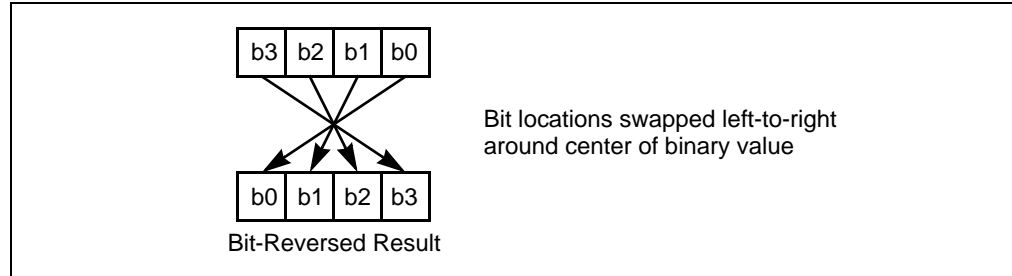 b3 b2 b1 b0
Bit locations swapped left-to-right
around center of binary value
b0 b1 b2 b3
Bit-Reversed Result